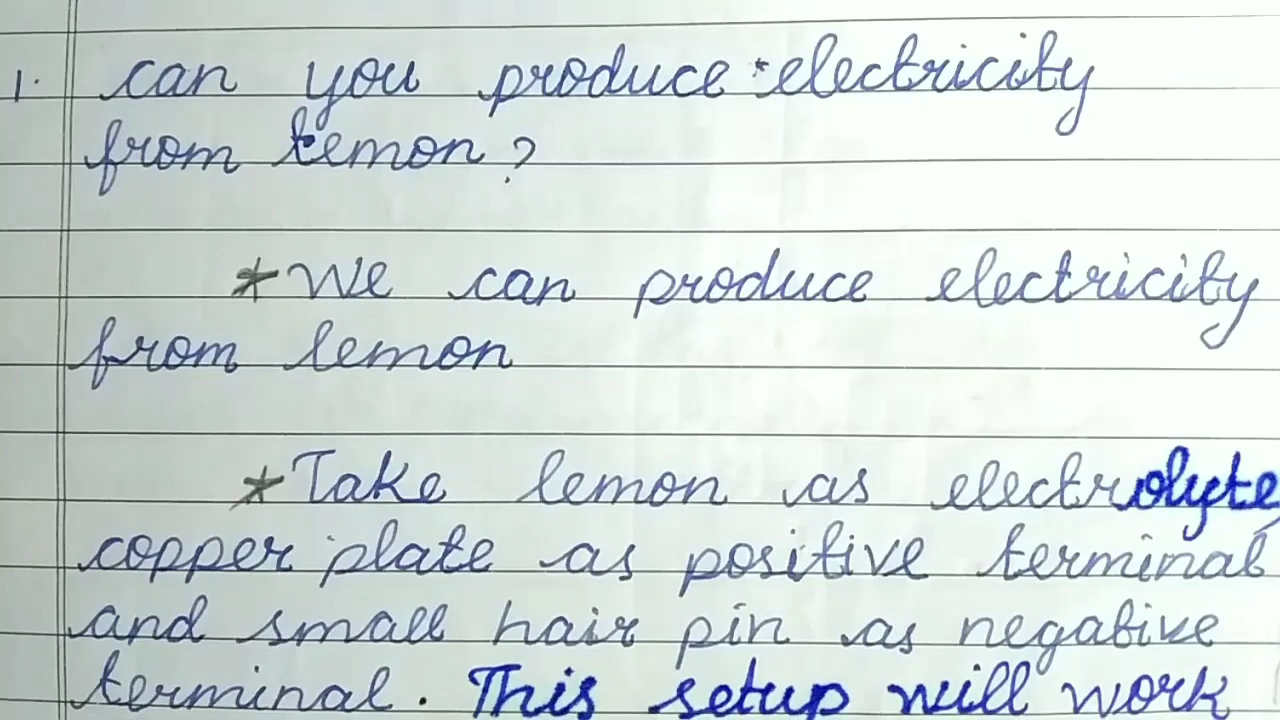 1. can you produce electricity
from lemon?
* We can produce electricity
from lemon
* Take lemon as electrolyte,
copper plate as positive terminal
and small hair pin as negative
terminal. This setup will work